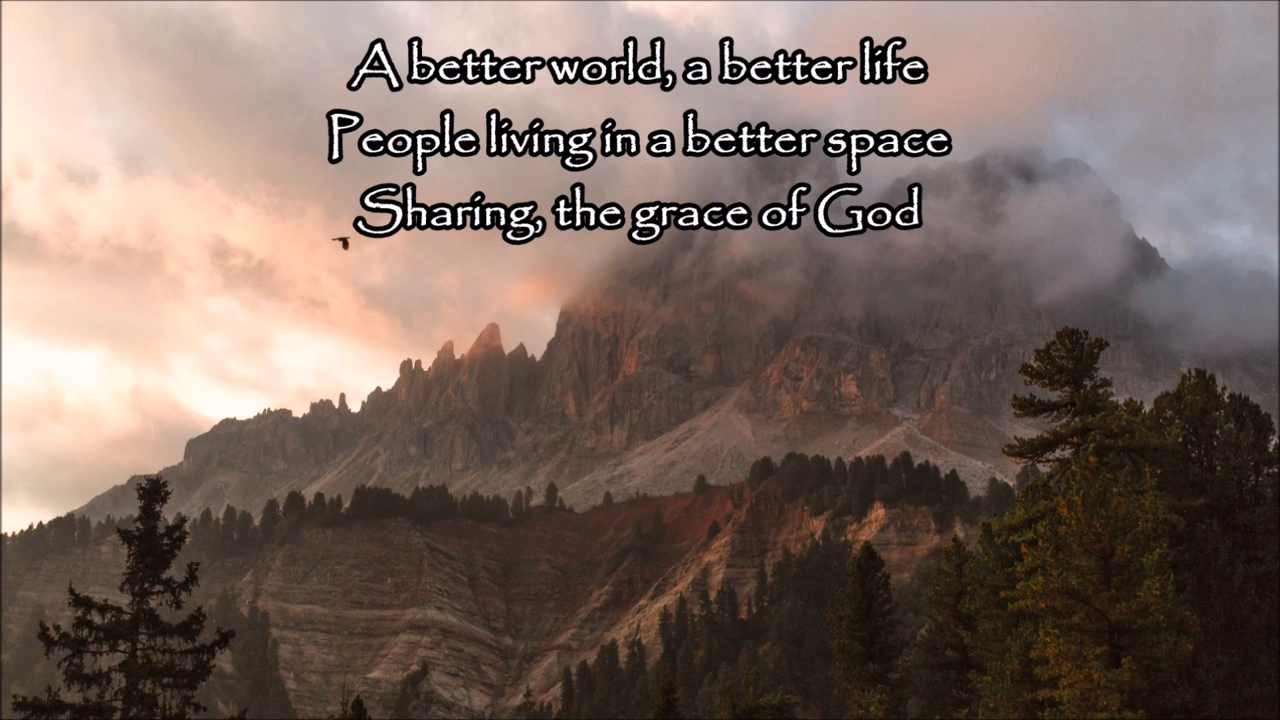 A better world, a better life
People living in a better space
Sharing, the grace of God